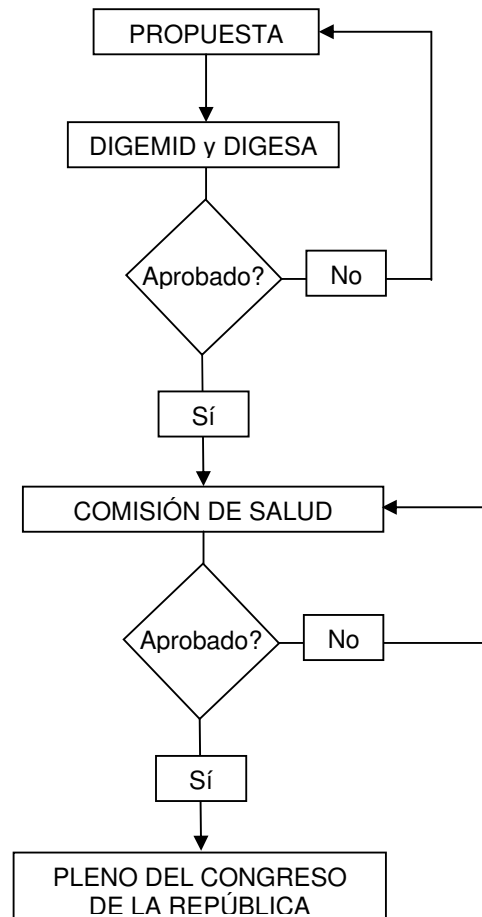 PROPUESTA
DIGEMID y DIGESA
Aprobado?
No
Sí
COMISIÓN DE SALUD
Aprobado?
No
Sí
PLENO DEL CONGRESO
DE LA REPÚBLICA